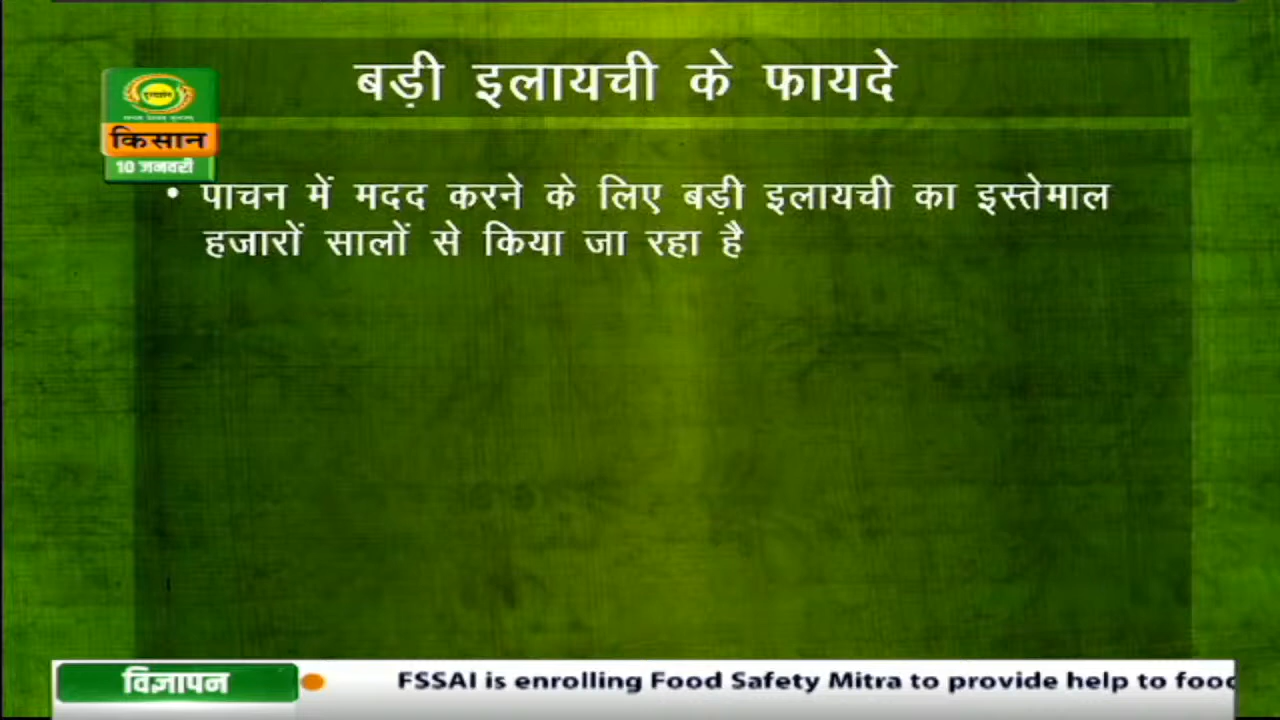 बड़ी इलायची के फायदे
किसान
10 जनवरी
• पाचन में मदद करने के लिए बड़ी इलायची का इस्तेमाल
हजारों सालों से किया जा रहा है
विज्ञापन
FSSAI is enrolling Food Safety Mitra to provide help to food